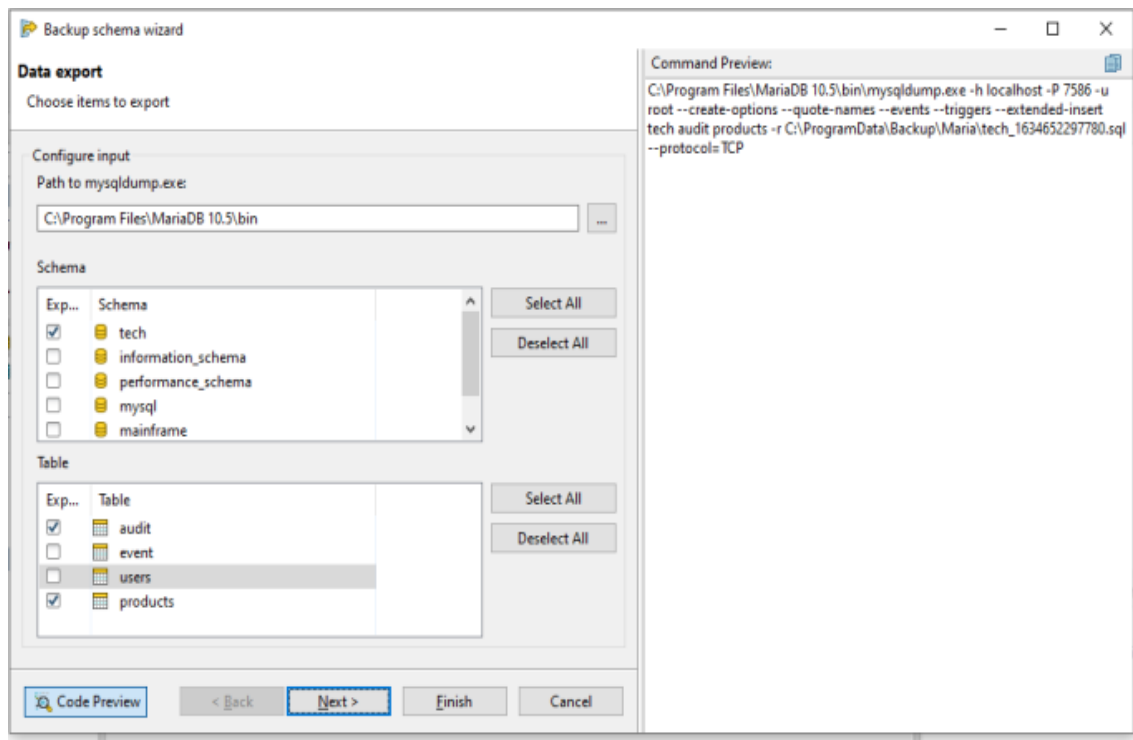 Backup schema wizard
Data export
Choose items to export
Configure input
Path to mysqldump.exe:
C:\Program Files\MariaDB 10.5\bin
...
Schema
Exp... Schema
tech
information_schema
performance_schema
mysql
mainframe
Select All
Deselect All
Table
Exp... Table
audit
event
users
products
Select All
Deselect All
Code Preview
< Back
Next >
Finish
Cancel
Command Preview:
C:\Program Files\MariaDB 10.5\bin\mysqldump.exe -h localhost -P 7586 -u
root --create-options --quote-names --events --triggers --extended-insert
tech audit products -r C:\ProgramData\Backup\Maria\tech_1634652297780.sql
--protocol=TCP